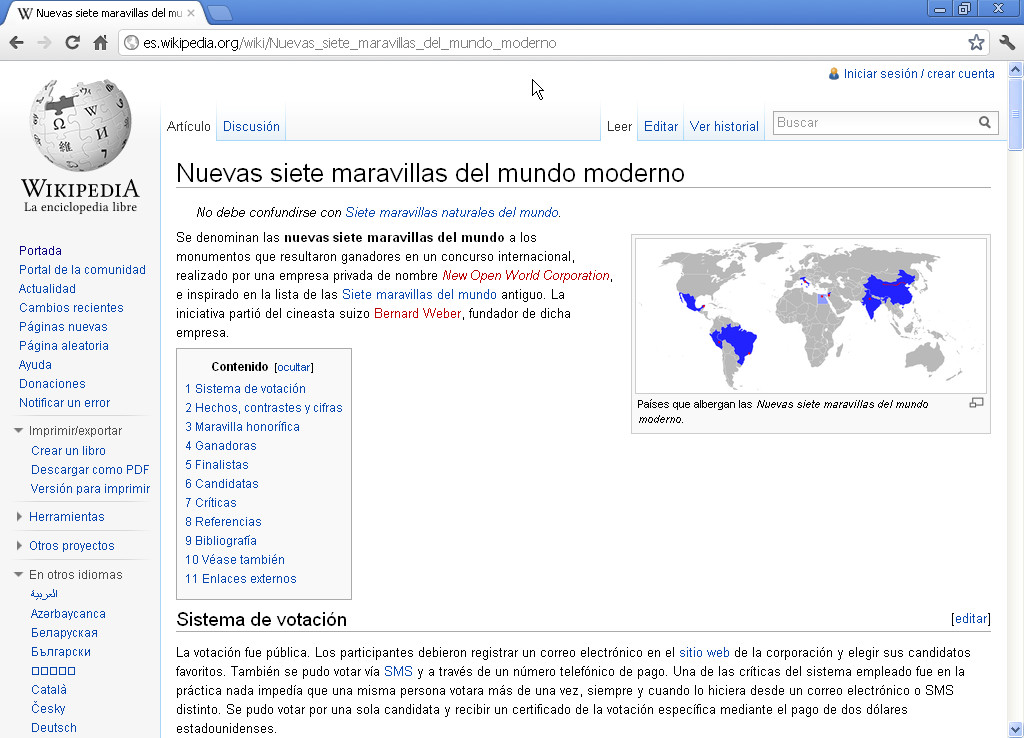 Nuevas siete maravillas del mu
es.wikipedia.org/wiki/Nuevas_siete_maravillas_del_mundo_moderno
Iniciar sesión / crear cuenta
Artículo
Discusión
Leer
Editar
Ver historial
Buscar
WIKIPEDIA
La enciclopedia libre
Portada
Portal de la comunidad
Actualidad
Cambios recientes
Páginas nuevas
Página aleatoria
Ayuda
Donaciones
Notificar un error
Imprimir/exportar
Crear un libro
Descargar como PDF
Versión para imprimir
Herramientas
Otros proyectos
En otros idiomas
العربية
Azərbaycanca
Беларуская
Български
Català
Česky
Deutsch
Nuevas siete maravillas del mundo moderno
No debe confundirse con Siete maravillas naturales del mundo.
Se denominan las nuevas siete maravillas del mundo a los
monumentos que resultaron ganadores en un concurso internacional,
realizado por una empresa privada de nombre New Open World Corporation,
e inspirado en la lista de las Siete maravillas del mundo antiguo. La
iniciativa partió del cineasta suizo Bernard Weber, fundador de dicha
empresa.
Países que albergan las Nuevas siete maravillas del mundo
moderno.
Contenido [ocultar]
1 Sistema de votación
2 Hechos, contrastes y cifras
3 Maravilla honorífica
4 Ganadoras
5 Finalistas
6 Candidatas
7 Críticas
8 Referencias
9 Bibliografía
10 Véase también
11 Enlaces externos
Sistema de votación [editar]
La votación fue pública. Los participantes debieron registrar un correo electrónico en el sitio web de la corporación y elegir sus candidatos
favoritos. También se pudo votar vía SMS y a través de un número telefónico de pago. Una de las críticas del sistema empleado fue en la
práctica nada impedía que una misma persona votara más de una vez, siempre y cuando lo hiciera desde un correo electrónico o SMS
distinto. Se pudo votar por una sola candidata y recibir un certificado de la votación específica mediante el pago de dos dólares
estadounidenses.